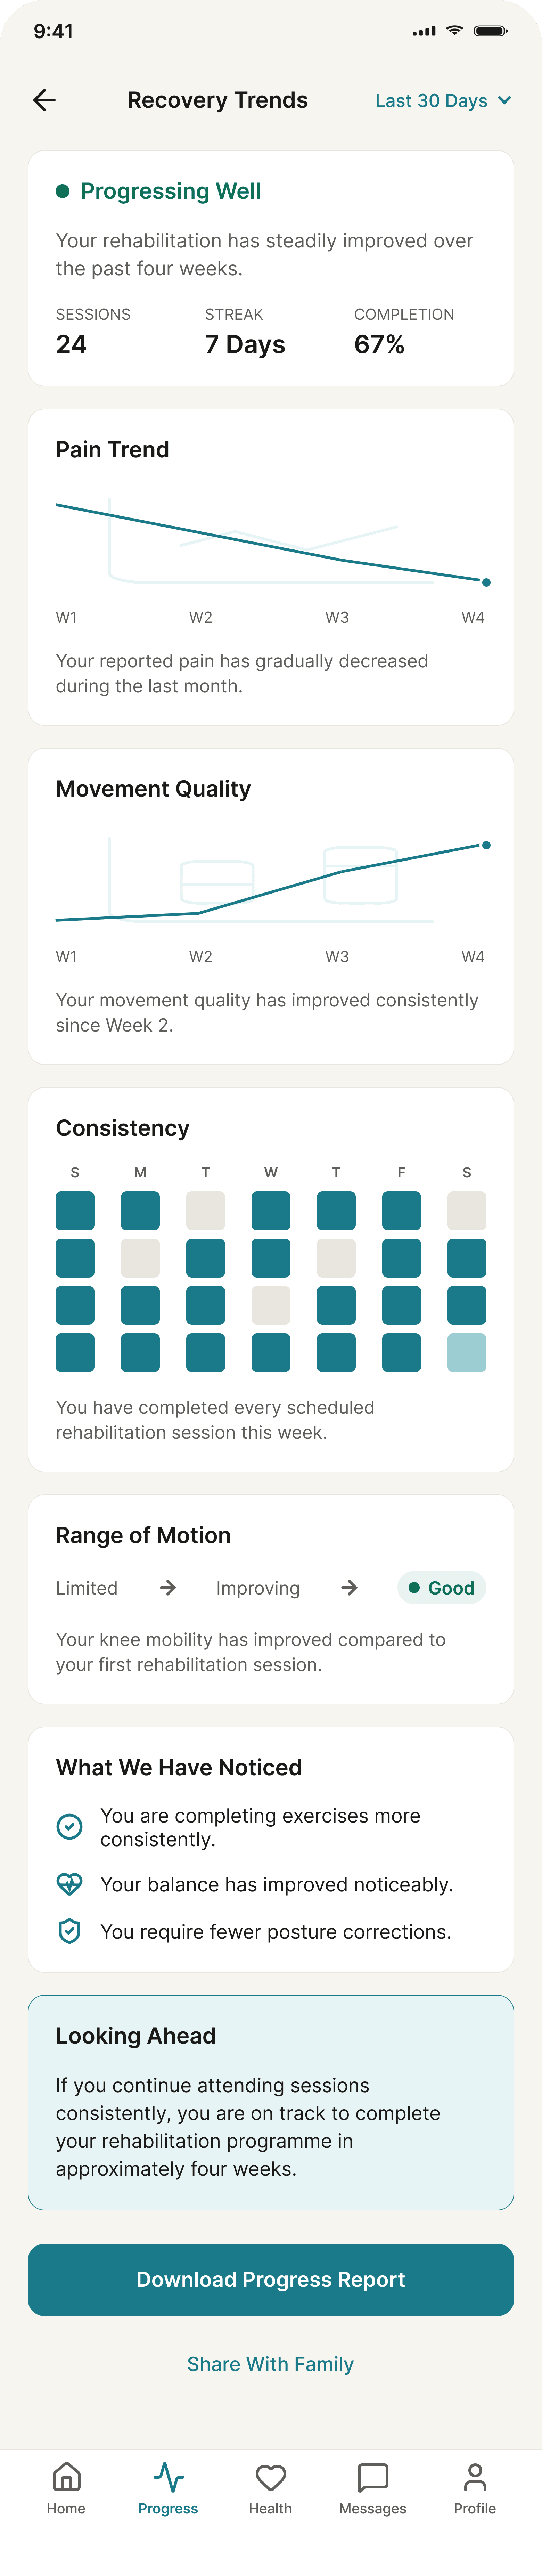 9:41
Recovery Trends
Last 30 Days
Progressing Well
Your rehabilitation has steadily improved over
the past four weeks.
SESSIONS STREAK COMPLETION
24 7 Days 67%
Pain Trend
W1 W2 W3 W4
Your reported pain has gradually decreased
during the last month.
Movement Quality
W1 W2 W3 W4
Your movement quality has improved consistently
since Week 2.
Consistency
S M T W T F S
You have completed every scheduled
rehabilitation session this week.
Range of Motion
Limited Improving Good
Your knee mobility has improved compared to
your first rehabilitation session.
What We Have Noticed
You are completing exercises more
consistently.
Your balance has improved noticeably.
You require fewer posture corrections.
Looking Ahead
If you continue attending sessions
consistently, you are on track to complete
your rehabilitation programme in
approximately four weeks.
Download Progress Report
Share With Family
Home Progress Health Messages Profile